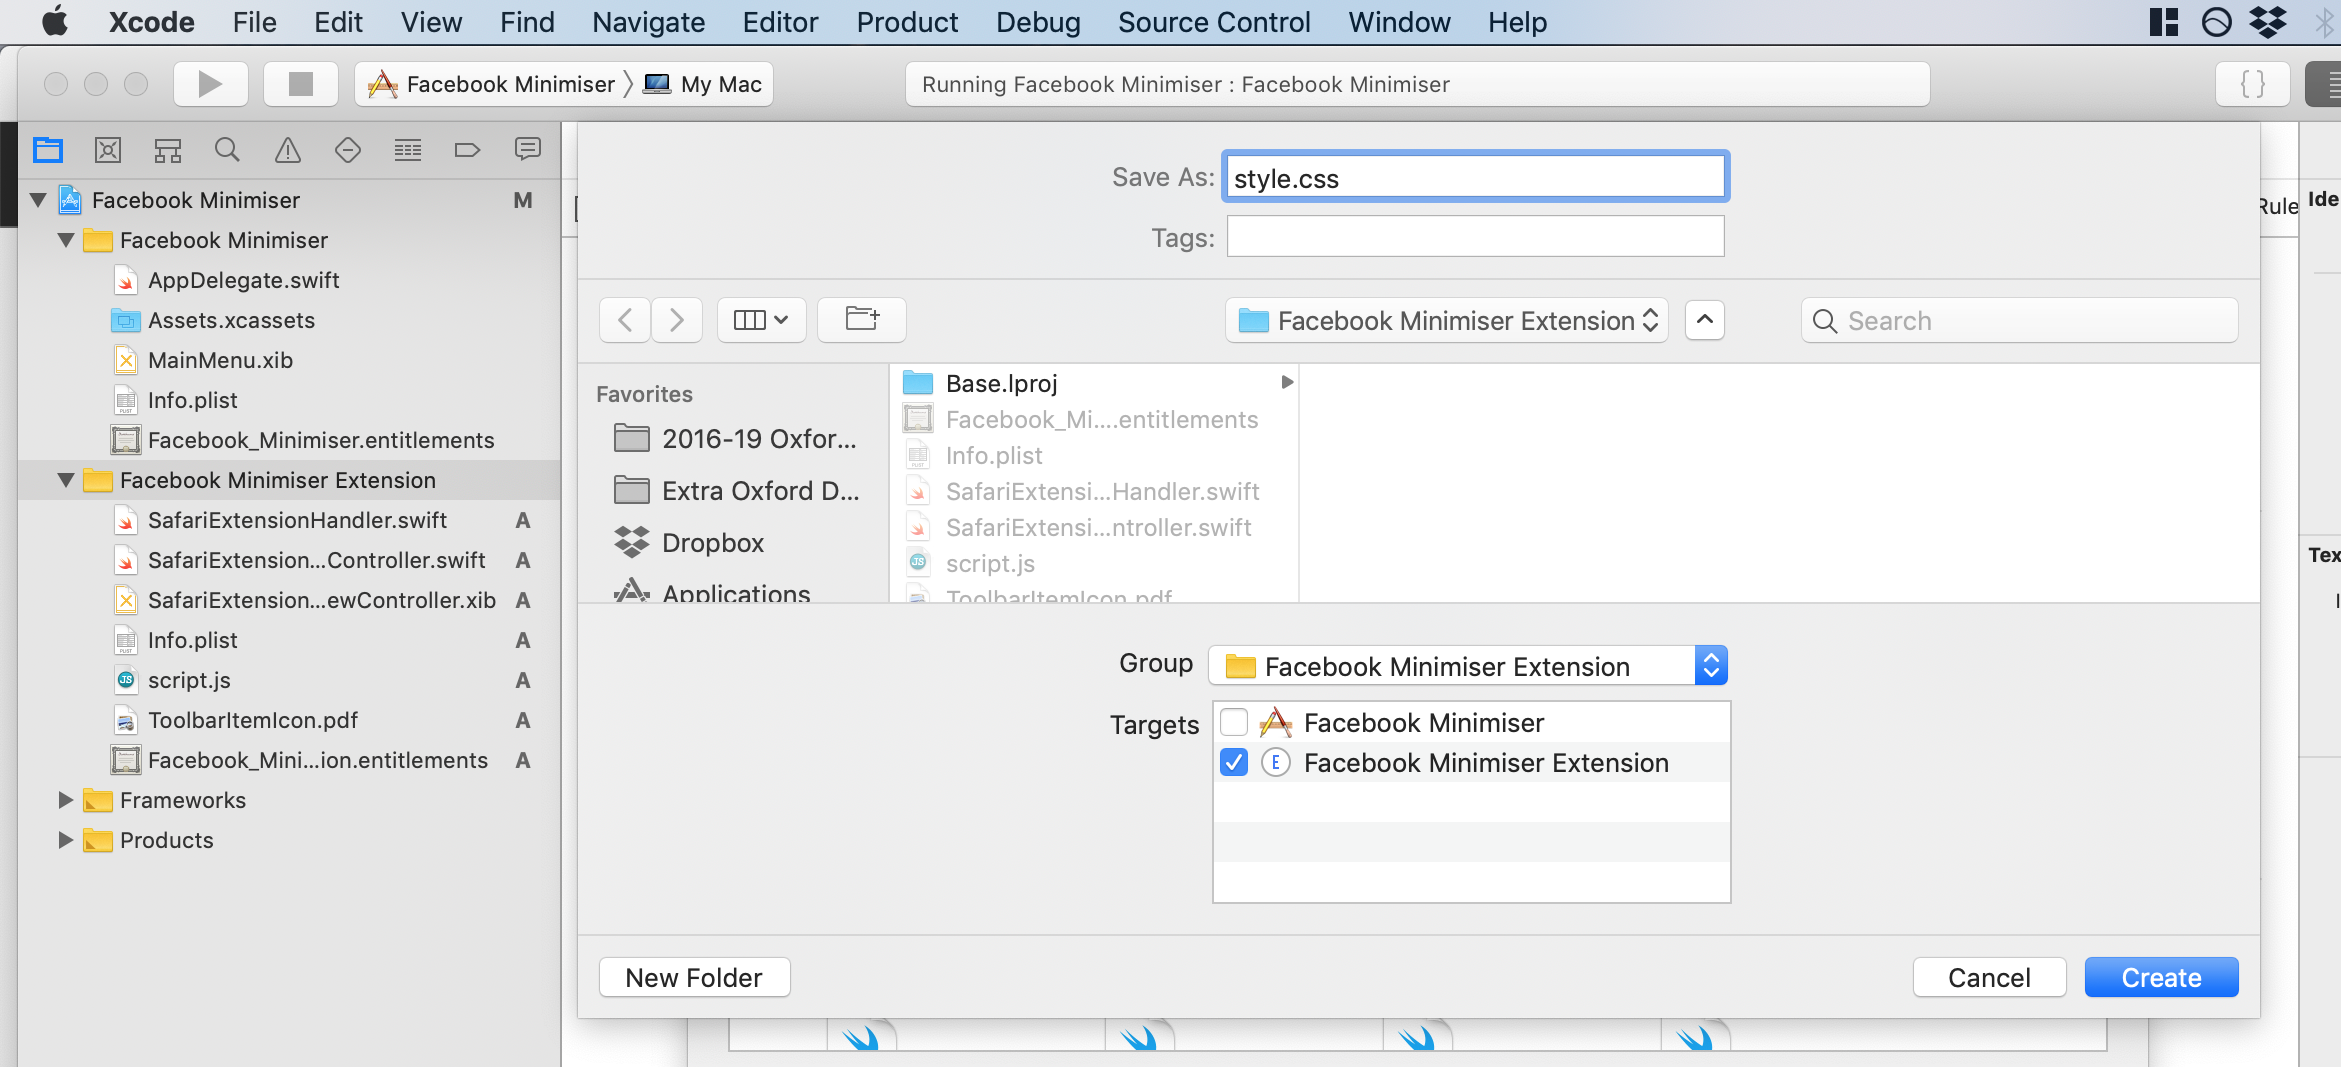 Xcode File Edit View Find Navigate Editor Product Debug Source Control Window Help
Facebook Minimiser My Mac
Running Facebook Minimiser : Facebook Minimiser
{ }
Facebook Minimiser M
Facebook Minimiser
AppDelegate.swift
Assets.xcassets
MainMenu.xib
Info.plist
Facebook_Minimiser.entitlements
Facebook Minimiser Extension
SafariExtensionHandler.swift A
SafariExtension...Controller.swift A
SafariExtension...ewController.xib A
Info.plist A
script.js A
ToolbarItemIcon.pdf A
Facebook_Mini...ion.entitlements A
Frameworks
Products
Save As: style.css
Tags:
Facebook Minimiser Extension
Search
Favorites
2016-19 Oxfor...
Extra Oxford D...
Dropbox
Applications
Base.lproj
Facebook_Mi....entitlements
Info.plist
SafariExtensi...Handler.swift
SafariExtensi...ntroller.swift
script.js
ToolbarItemIcon.pdf
Group Facebook Minimiser Extension
Targets Facebook Minimiser
E Facebook Minimiser Extension
New Folder
Cancel
Create
Rule
Ide
Tex